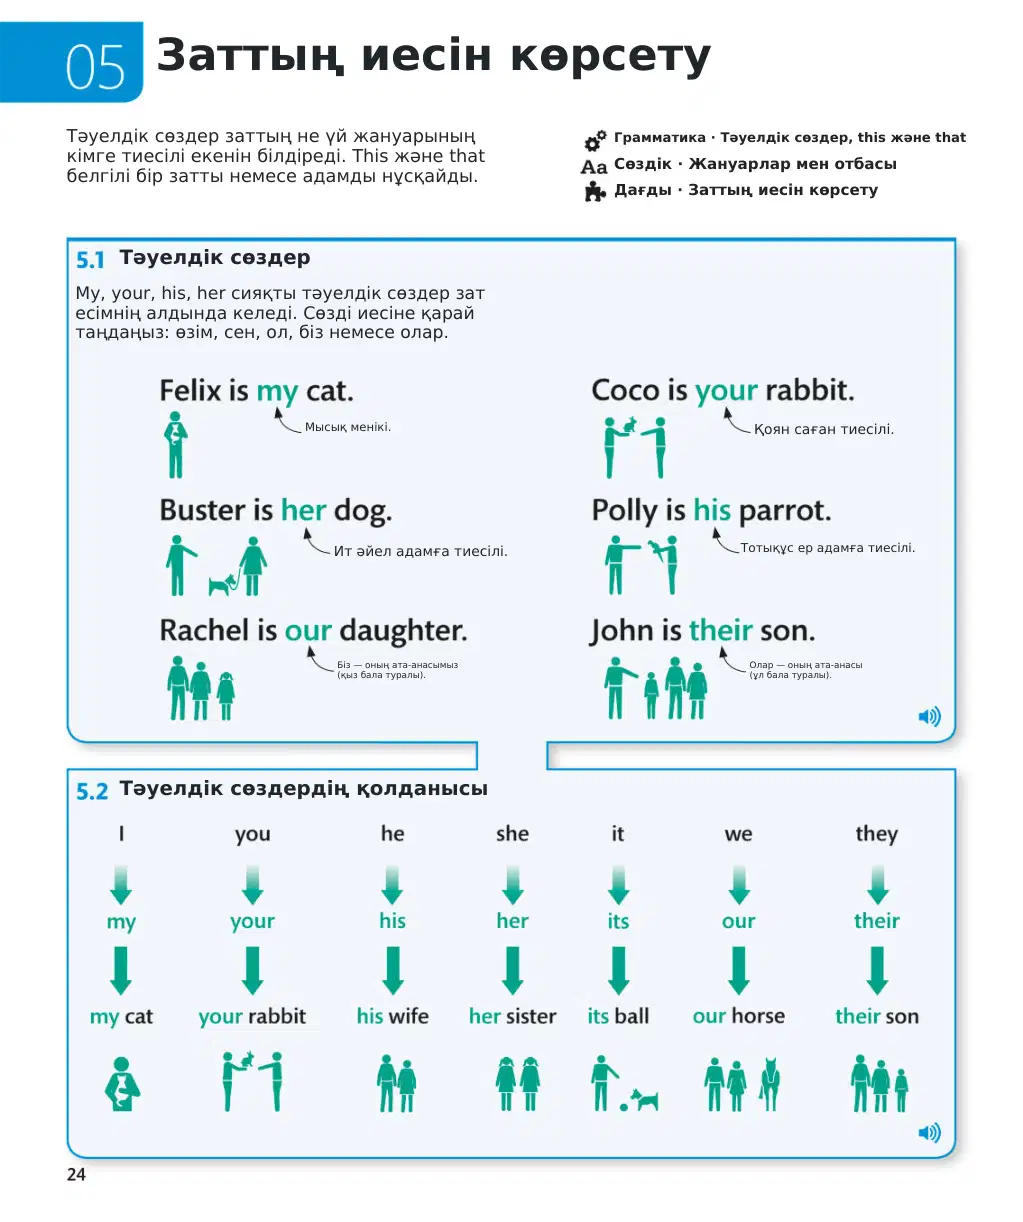 05 Заттың иесін көрсету
Тәуелдік сөздер заттың не үй жануарының
кімге тиесілі екенін білдіреді. This және that
белгілі бір затты немесе адамды нұсқайды.
Грамматика · Тәуелдік сөздер, this және that
Aa Сөздік · Жануарлар мен отбасы
Дағды · Заттың иесін көрсету
5.1 Тәуелдік сөздер
My, your, his, her сияқты тәуелдік сөздер зат
есімнің алдында келеді. Сөзді иесіне қарай
таңдаңыз: өзім, сен, ол, біз немесе олар.
Felix is my cat.
Мысық менікі.
Coco is your rabbit.
Қоян саған тиесілі.
Buster is her dog.
Ит әйел адамға тиесілі.
Polly is his parrot.
Тотықұс ер адамға тиесілі.
Rachel is our daughter.
Біз — оның ата-анасымыз
(қыз бала туралы).
John is their son.
Олар — оның ата-анасы
(ұл бала туралы).
5.2 Тәуелдік сөздердің қолданысы
I you he she it we they
my your his her its our their
my cat your rabbit his wife her sister its ball our horse their son
24